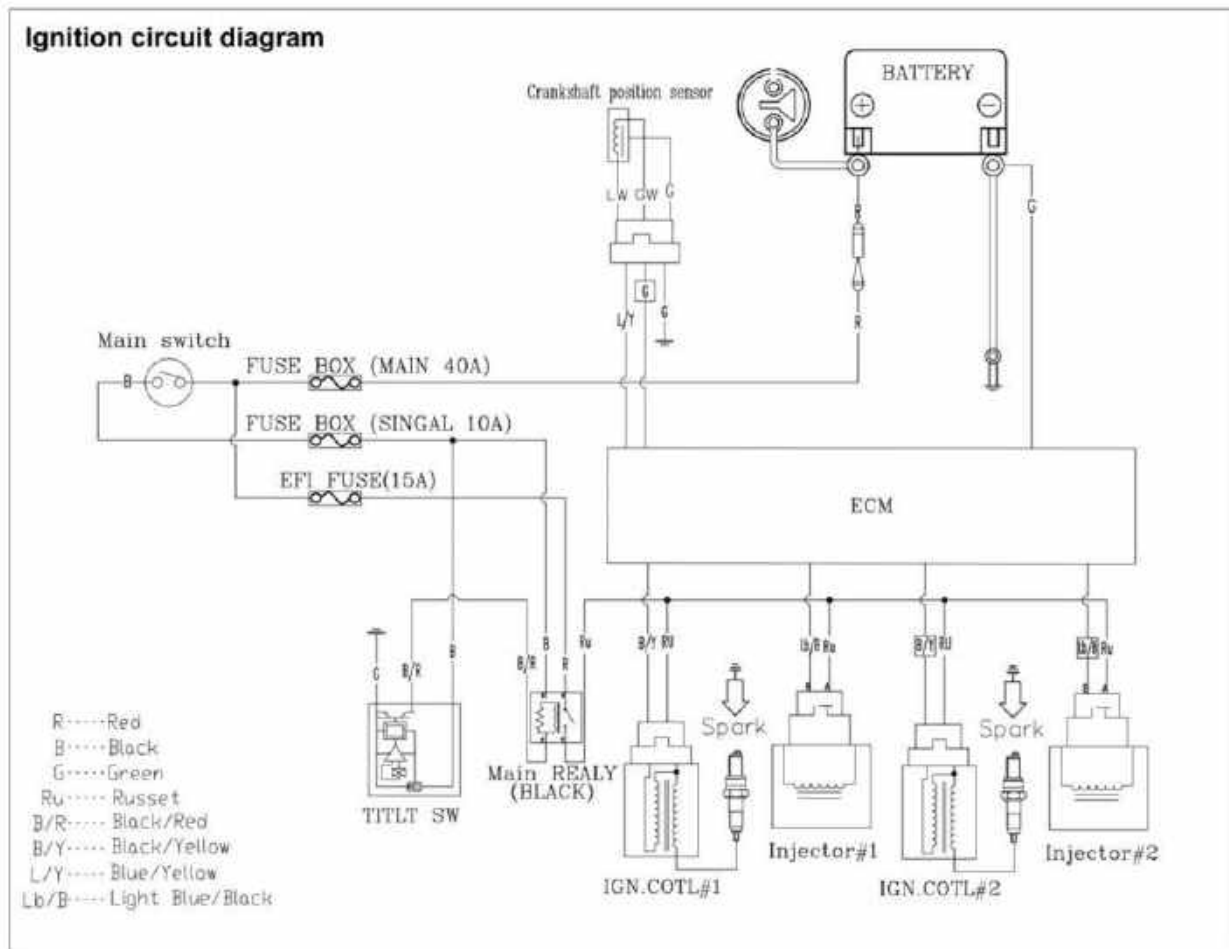 Ignition circuit diagram
BATTERY
Crankshaft position sensor
LW GW G
R
G
G
L/Y
G
R
Main switch
B
FUSE BOX (MAIN 40A)
FUSE BOX (SINGAL 10A)
EFI FUSE(15A)
ECM
G
B/R
B
B/R
B
R
Ru
B/Y
RU
Lb/B
Ru
B/Y
RU
Lb/B
Ru
B A
B A
Spark
Spark
TITLT SW
Main REALY
(BLACK)
IGN.COTL#1
Injector#1
IGN.COTL#2
Injector#2
R·····Red
B·····Black
G·····Green
Ru·····Russet
B/R·····Black/Red
B/Y·····Black/Yellow
L/Y·····Blue/Yellow
Lb/B·····Light Blue/Black